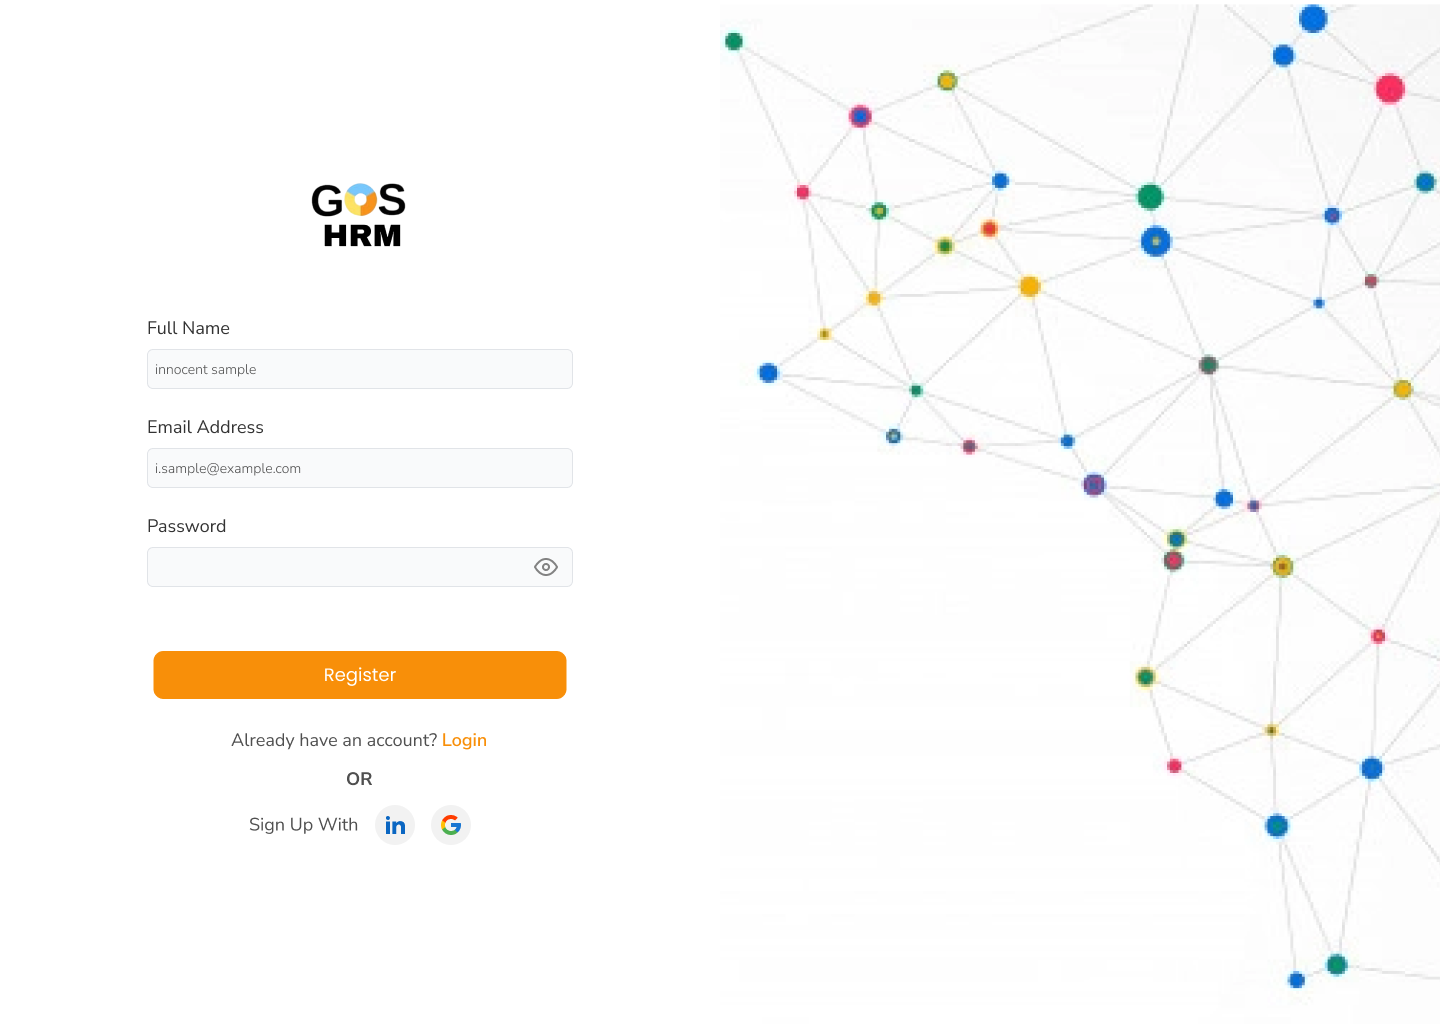 GOS
HRM
Full Name
innocent sample
Email Address
i.sample@example.com
Password
Register
Already have an account? Login
OR
Sign Up With in G